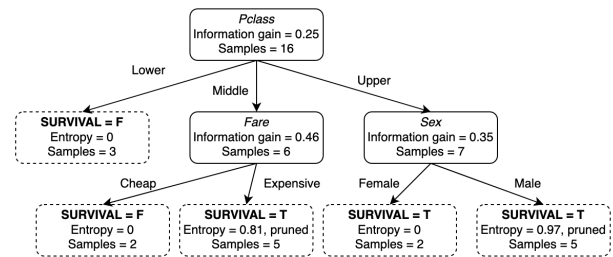 Pclass
Information gain = 0.25
Samples = 16
Lower
Middle
Upper
SURVIVAL = F
Entropy = 0
Samples = 3
Fare
Information gain = 0.46
Samples = 6
Sex
Information gain = 0.35
Samples = 7
Cheap
Expensive
Female
Male
SURVIVAL = F
Entropy = 0
Samples = 2
SURVIVAL = T
Entropy = 0.81, pruned
Samples = 5
SURVIVAL = T
Entropy = 0
Samples = 2
SURVIVAL = T
Entropy = 0.97, pruned
Samples = 5